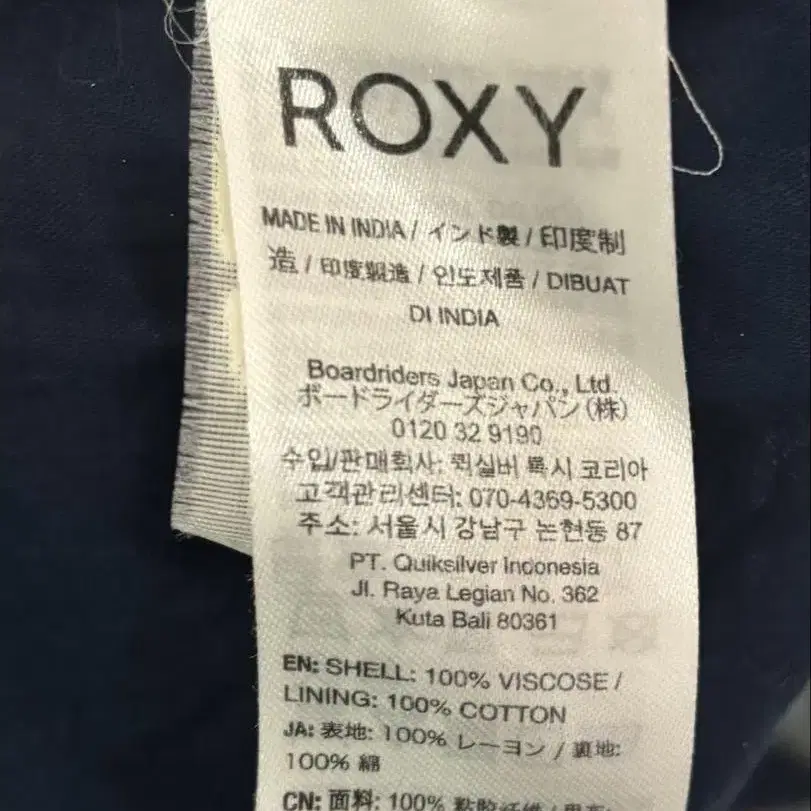 ROXY
MADE IN INDIA / インド製 / 印度制
造 / 印度製造 / 인도제품 / DIBUAT
DI INDIA
Boardriders Japan Co., Ltd.
ボードライダーズジャパン(株)
0120 32 9190
수입/판매회사: 퀵실버 록시 코리아
고객관리센터: 070-4369-5300
주소: 서울시 강남구 논현동 87
PT. Quiksilver Indonesia
Jl. Raya Legian No. 362
Kuta Bali 80361
EN: SHELL: 100% VISCOSE /
LINING: 100% COTTON
JA: 表地: 100% レーヨン / 裏地:
100% 綿
CN: 面料: 100% 粘胶纤维 /